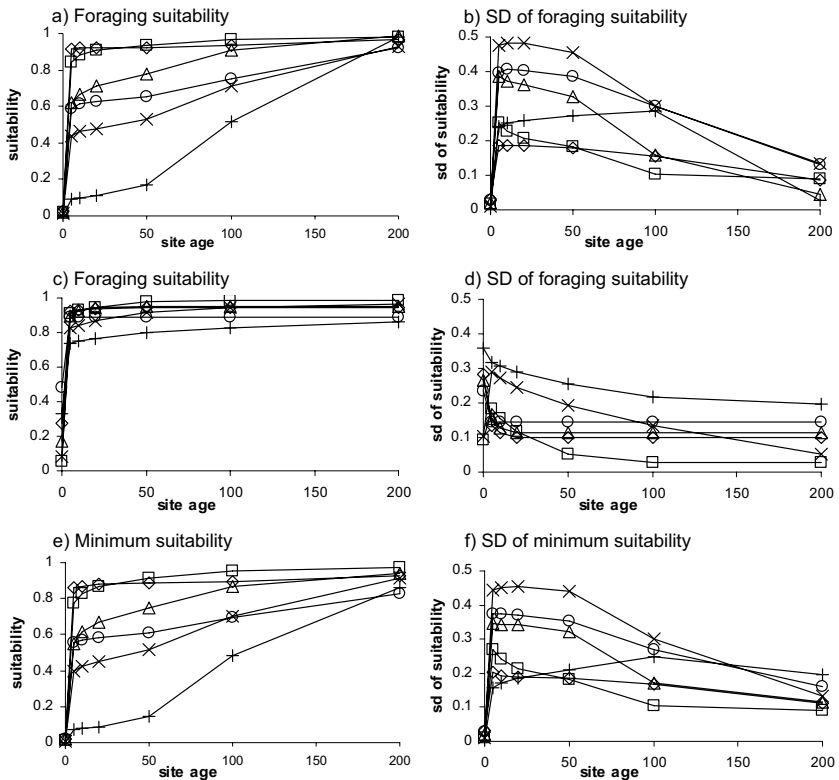 a) Foraging suitability
1
0.8
0.6
0.4
0.2
0
suitability
0 50 100 150 200
site age
b) SD of foraging suitability
0.5
0.4
0.3
0.2
0.1
0
sd of suitability
0 50 100 150 200
site age
c) Foraging suitability
1
0.8
0.6
0.4
0.2
0
suitability
0 50 100 150 200
site age
d) SD of foraging suitability
0.5
0.4
0.3
0.2
0.1
0
sd of suitability
0 50 100 150 200
site age
e) Minimum suitability
1
0.8
0.6
0.4
0.2
0
suitability
0 50 100 150 200
site age
f) SD of minimum suitability
0.5
0.4
0.3
0.2
0.1
0
sd of suitability
0 50 100 150 200
site age